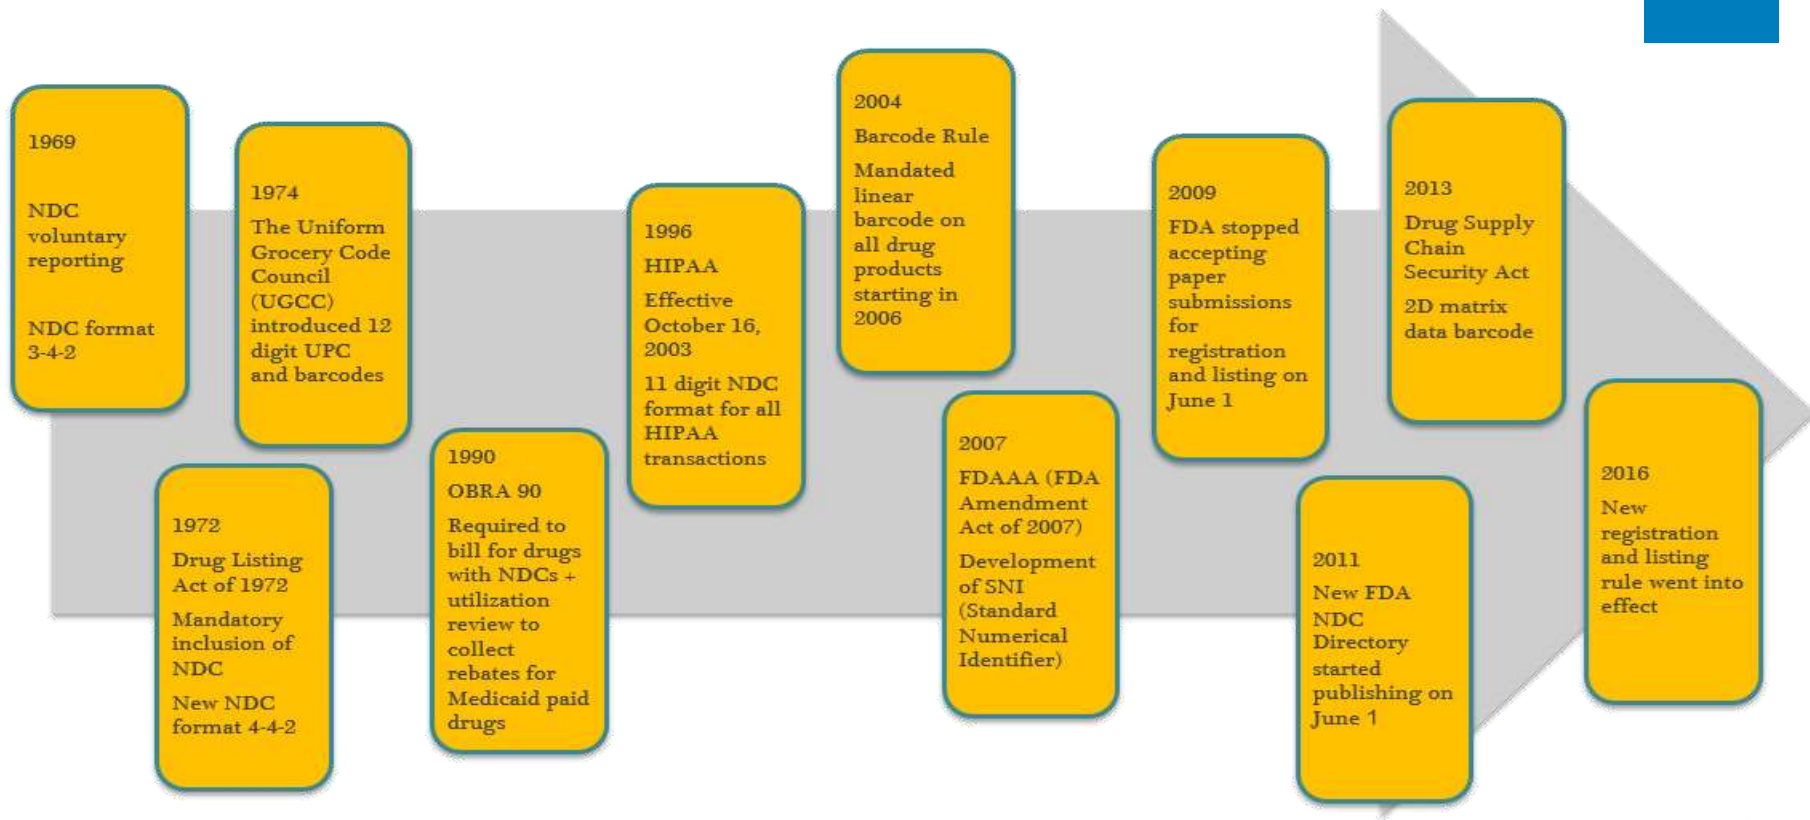 1969
NDC
voluntary
reporting
NDC format
3-4-2
1972
Drug Listing
Act of 1972
Mandatory
inclusion of
NDC
New NDC
format 4-4-2
1974
The Uniform
Grocery Code
Council
(UGCC)
introduced 12
digit UPC
and barcodes
1990
OBRA 90
Required to
bill for drugs
with NDCs +
utilization
review to
collect
rebates for
Medicaid paid
drugs
1996
HIPAA
Effective
October 16,
2003
11 digit NDC
format for all
HIPAA
transactions
2004
Barcode Rule
Mandated
linear
barcode on
all drug
products
starting in
2006
2007
FDAAA (FDA
Amendment
Act of 2007)
Development
of SNI
(Standard
Numerical
Identifier)
2009
FDA stopped
accepting
paper
submissions
for
registration
and listing on
June 1
2011
New FDA
NDC
Directory
started
publishing on
June 1
2013
Drug Supply
Chain
Security Act
2D matrix
data barcode
2016
New
registration
and listing
rule went into
effect